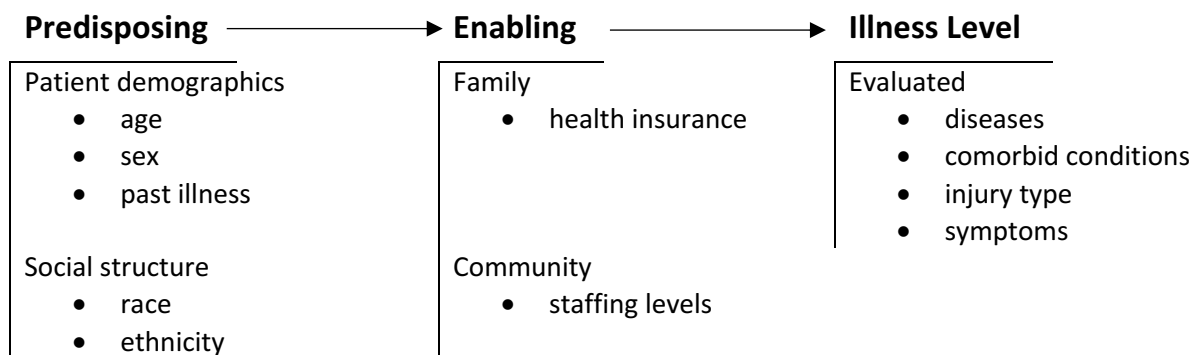 Predisposing Enabling Illness Level
Patient demographics
• age
• sex
• past illness
Social structure
• race
• ethnicity
Family
• health insurance
Community
• staffing levels
Evaluated
• diseases
• comorbid conditions
• injury type
• symptoms